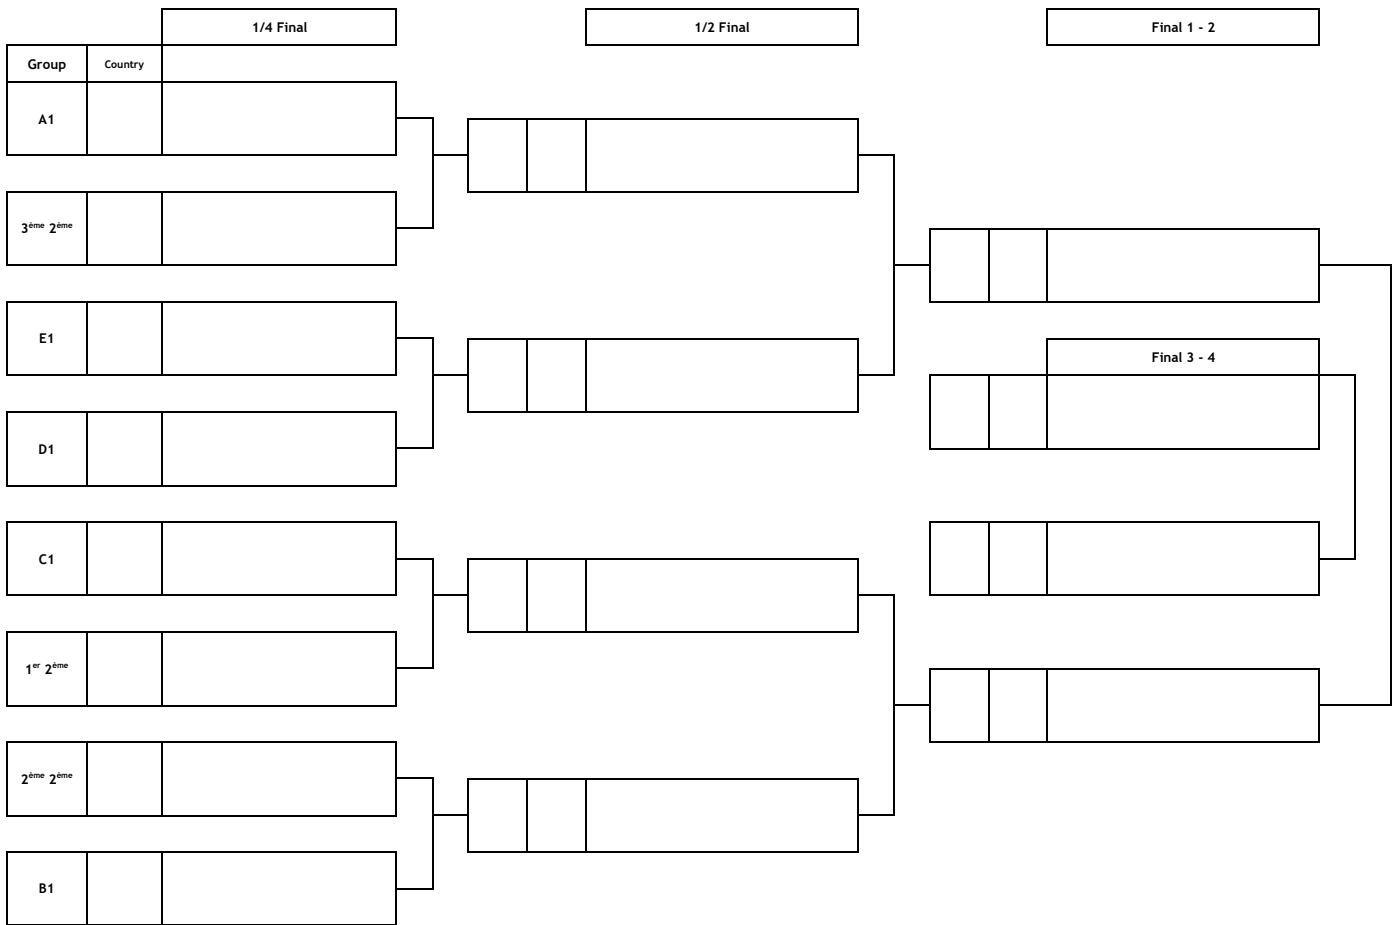 1/4 Final
1/2 Final
Final 1 - 2
Group
Country
A1
3ème 2ème
E1
Final 3 - 4
D1
C1
1er 2ème
2ème 2ème
B1